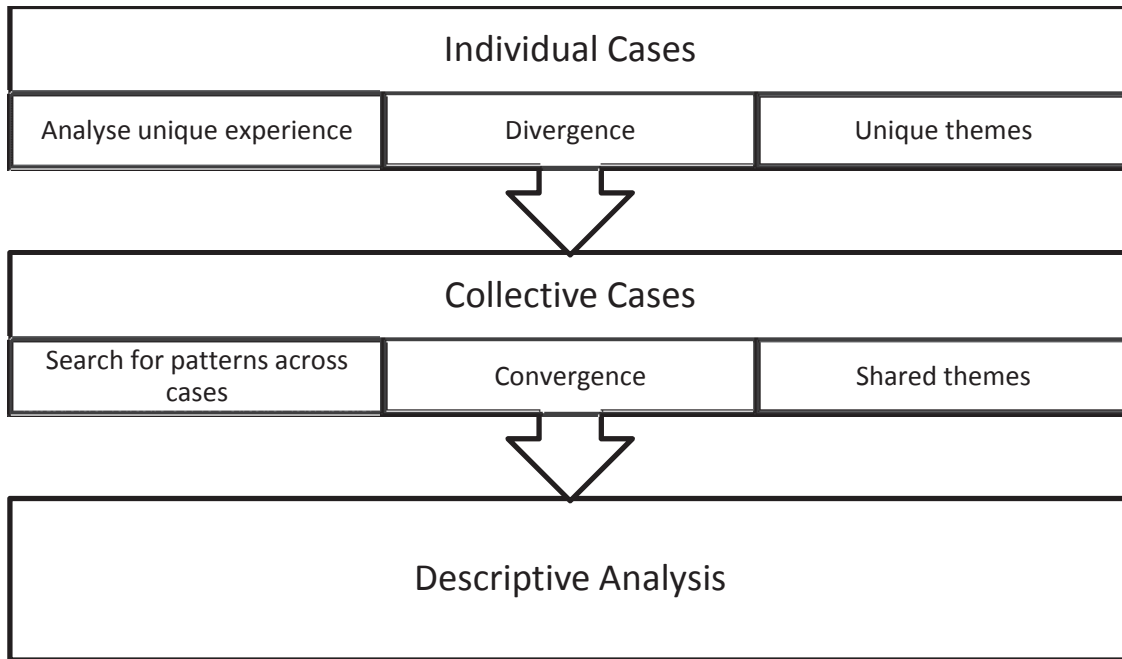 Individual Cases
Analyse unique experience
Divergence
Unique themes
Collective Cases
Search for patterns across
cases
Convergence
Shared themes
Descriptive Analysis